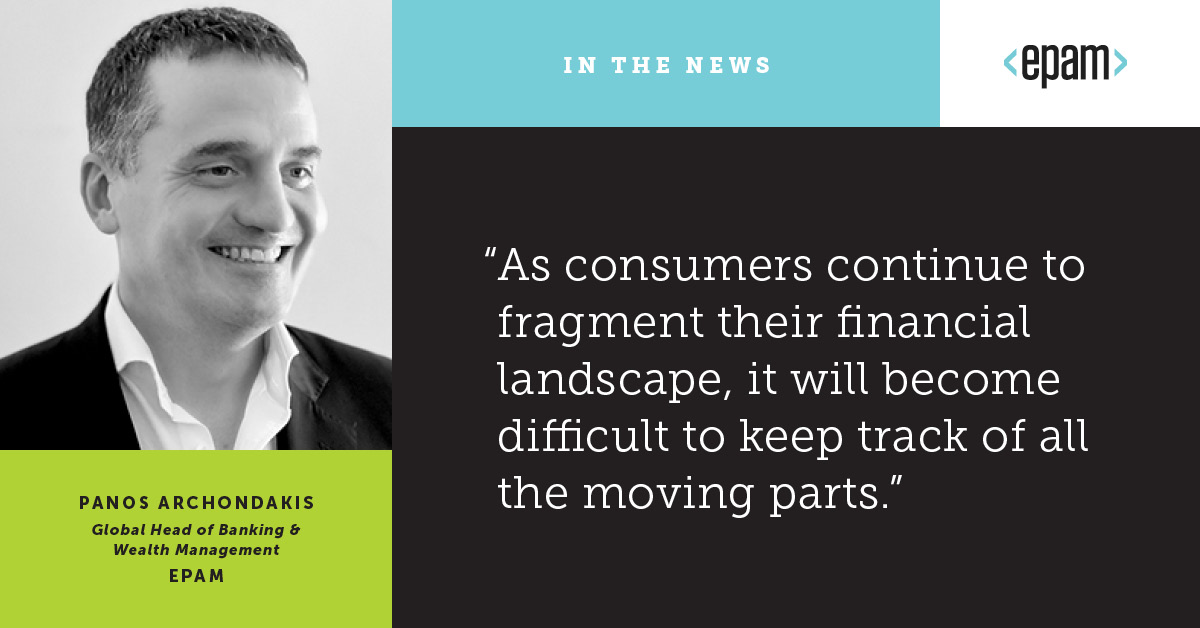 IN THE NEWS
<epam>
“As consumers continue to
fragment their financial
landscape, it will become
difficult to keep track of all
the moving parts.”
PANOS ARCHONDAKIS
Global Head of Banking &
Wealth Management
EPAM